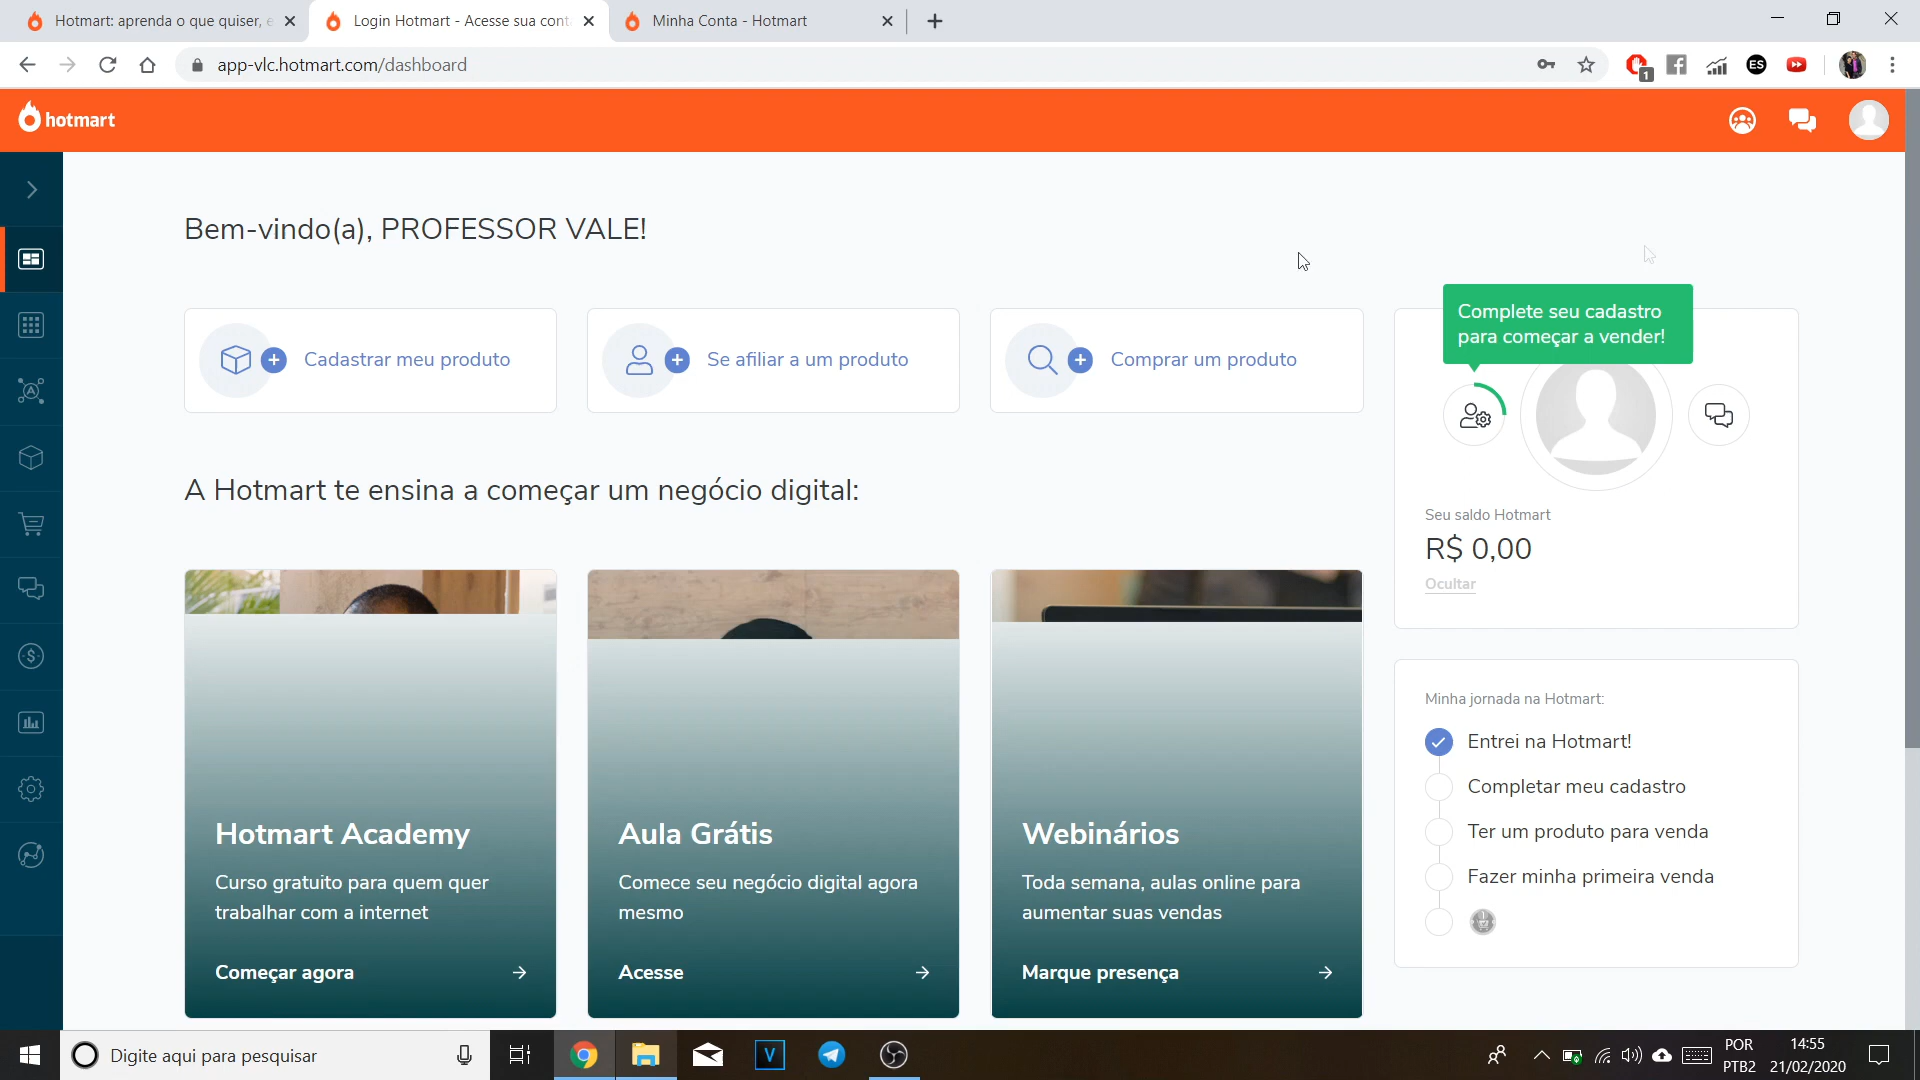 Hotmart: aprenda o que quiser, e
Login Hotmart - Acesse sua cont
Minha Conta - Hotmart
app-vlc.hotmart.com/dashboard
1
ES
hotmart
Bem-vindo(a), PROFESSOR VALE!
Cadastrar meu produto
Se afiliar a um produto
Comprar um produto
Complete seu cadastro
para começar a vender!
Seu saldo Hotmart
R$ 0,00
Ocultar
A Hotmart te ensina a começar um negócio digital:
Hotmart Academy
Curso gratuito para quem quer
trabalhar com a internet
Começar agora
Aula Grátis
Comece seu negócio digital agora
mesmo
Acesse
Webinários
Toda semana, aulas online para
aumentar suas vendas
Marque presença
Minha jornada na Hotmart:
Entrei na Hotmart!
Completar meu cadastro
Ter um produto para venda
Fazer minha primeira venda
Digite aqui para pesquisar
V
POR
PTB2
14:55
21/02/2020